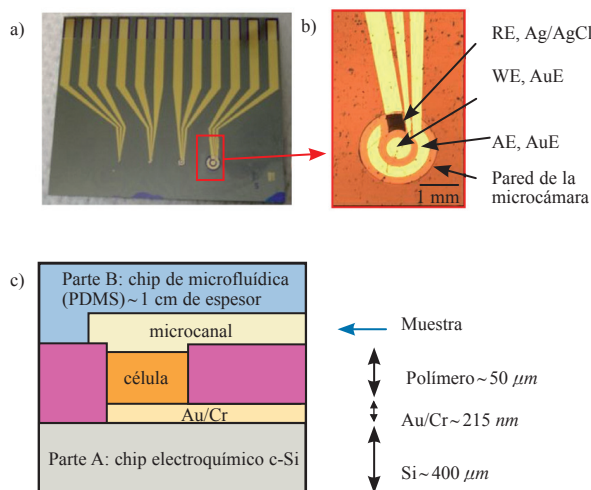 a)
b)
RE, Ag/AgCl
WE, AuE
AE, AuE
Pared de la
microcámara
1 mm
c)
Parte B: chip de microfluídica
(PDMS)~1 cm de espesor
microcanal
célula
Au/Cr
Parte A: chip electroquímico c-Si
Muestra
Polímero~50 μm
Au/Cr~215 nm
Si~400 μm